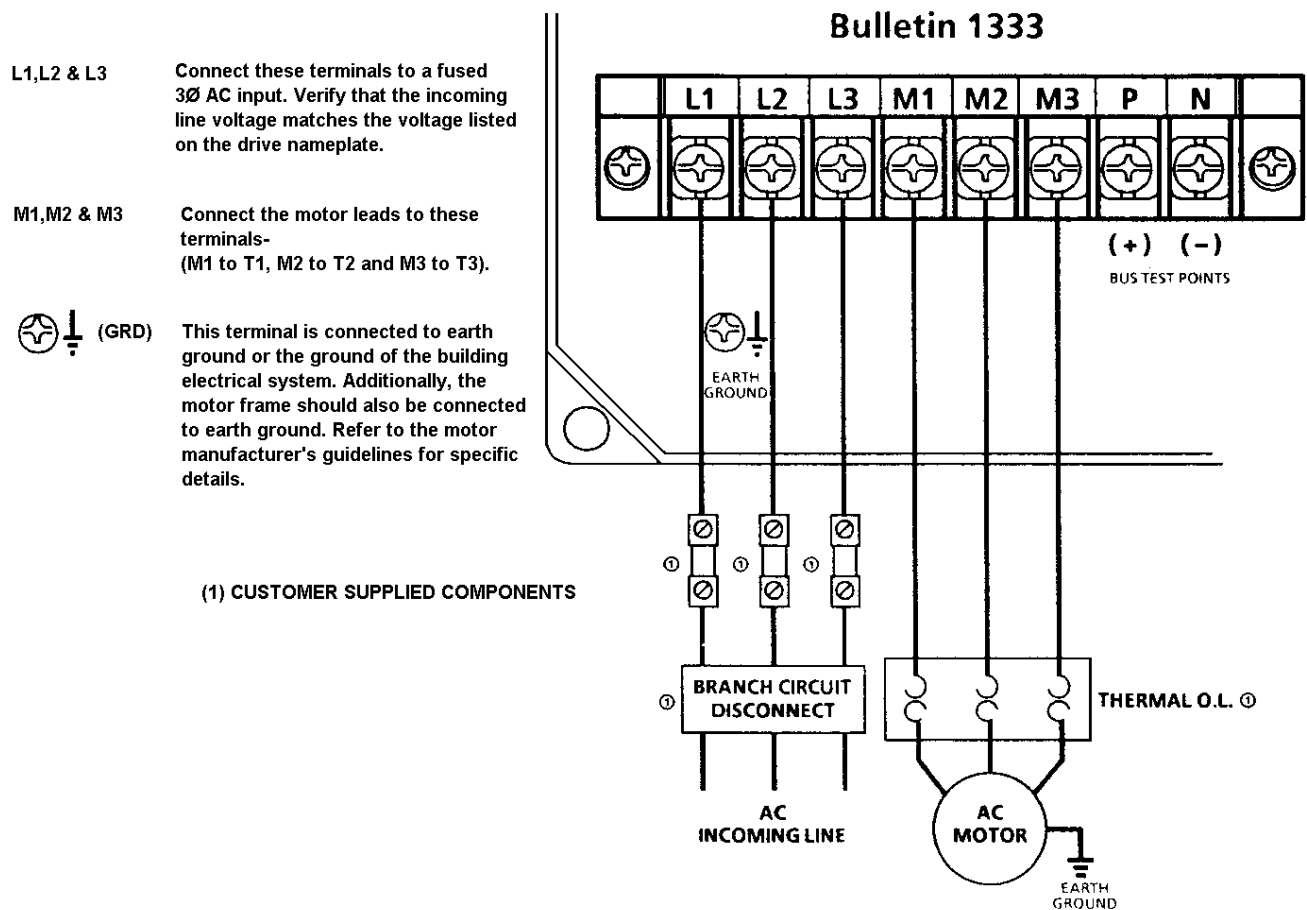 Bulletin 1333
L1,L2 & L3
Connect these terminals to a fused
3Ø AC input. Verify that the incoming
line voltage matches the voltage listed
on the drive nameplate.
M1,M2 & M3
Connect the motor leads to these
terminals-
(M1 to T1, M2 to T2 and M3 to T3).
(GRD)
This terminal is connected to earth
ground or the ground of the building
electrical system. Additionally, the
motor frame should also be connected
to earth ground. Refer to the motor
manufacturer's guidelines for specific
details.
(1) CUSTOMER SUPPLIED COMPONENTS
L1 L2 L3 M1 M2 M3 P N
(+) (-)
BUS TEST POINTS
EARTH
GROUND
① ① ①
① BRANCH CIRCUIT
DISCONNECT
THERMAL O.L. ①
AC
INCOMING LINE
AC
MOTOR
EARTH
GROUND